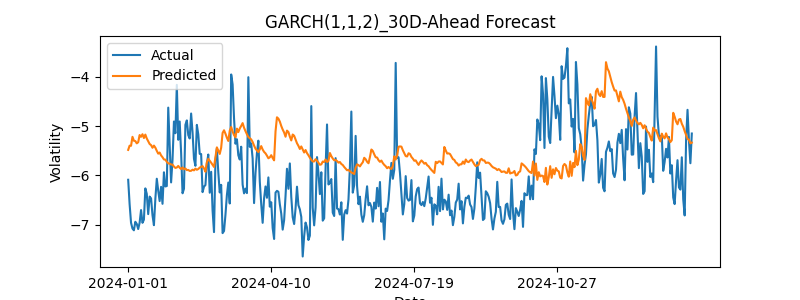 GARCH(1,1,2)_30D-Ahead Forecast
Actual
Predicted
Volatility
−4
−5
−6
−7
2024-01-01
2024-04-10
2024-07-19
2024-10-27